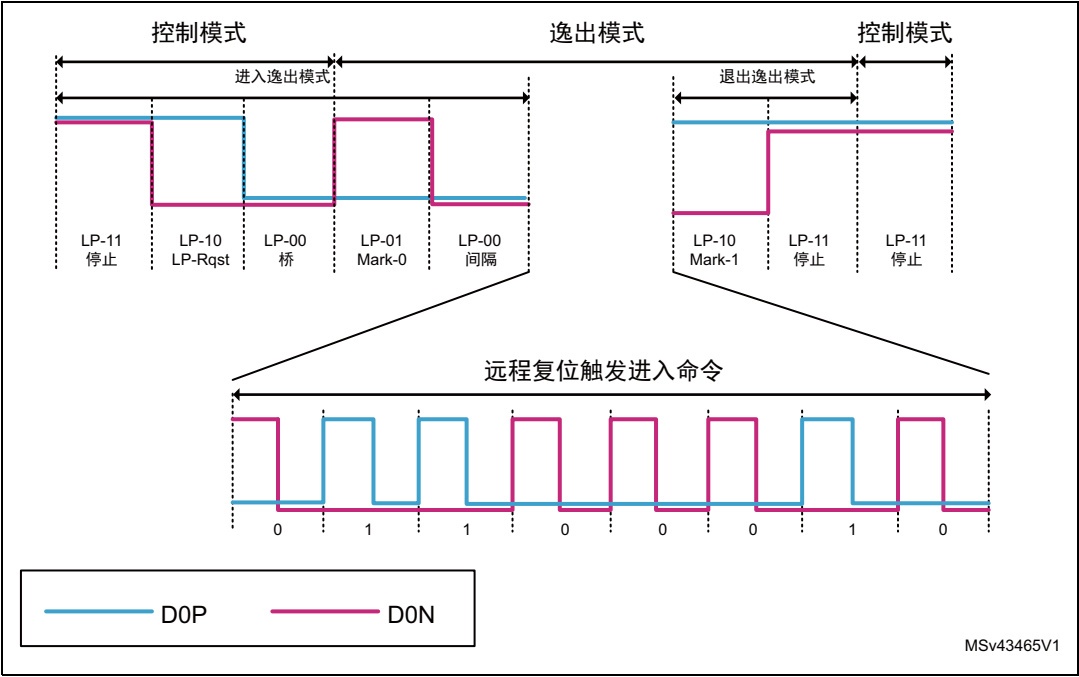 控制模式 逸出模式 控制模式
进入逸出模式 退出逸出模式
LP-11 LP-10 LP-00 LP-01 LP-00 LP-10 LP-11 LP-11
停止 LP-Rqst 桥 Mark-0 间隔 Mark-1 停止 停止
远程复位触发进入命令
0 1 1 0 0 0 1 0
D0P D0N
MSv43465V1